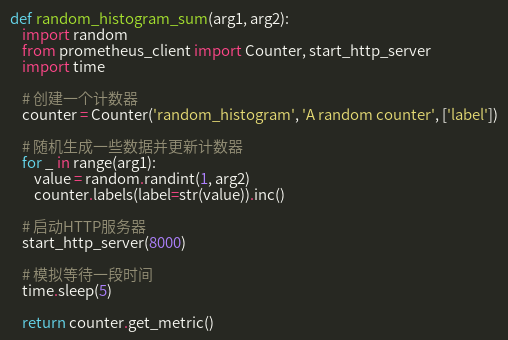 def random_histogram_sum(arg1, arg2):
import random
from prometheus_client import Counter, start_http_server
import time
# 创建一个计数器
counter = Counter('random_histogram', 'A random counter', ['label'])
# 随机生成一些数据并更新计数器
for _ in range(arg1):
value = random.randint(1, arg2)
counter.labels(label=str(value)).inc()
# 启动HTTP服务器
start_http_server(8000)
# 模拟等待一段时间
time.sleep(5)
return counter.get_metric()